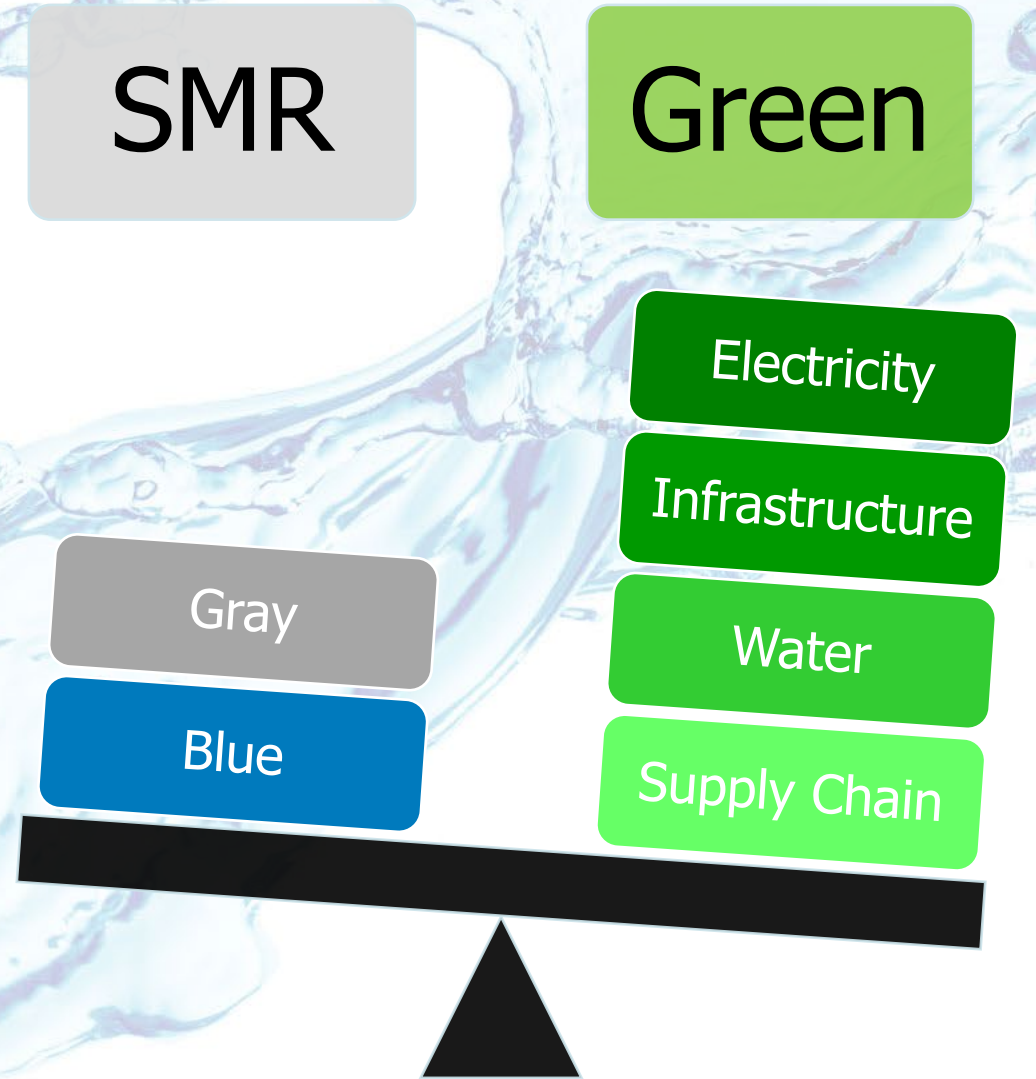 SMR
Green
Electricity
Infrastructure
Gray
Water
Blue
Supply Chain